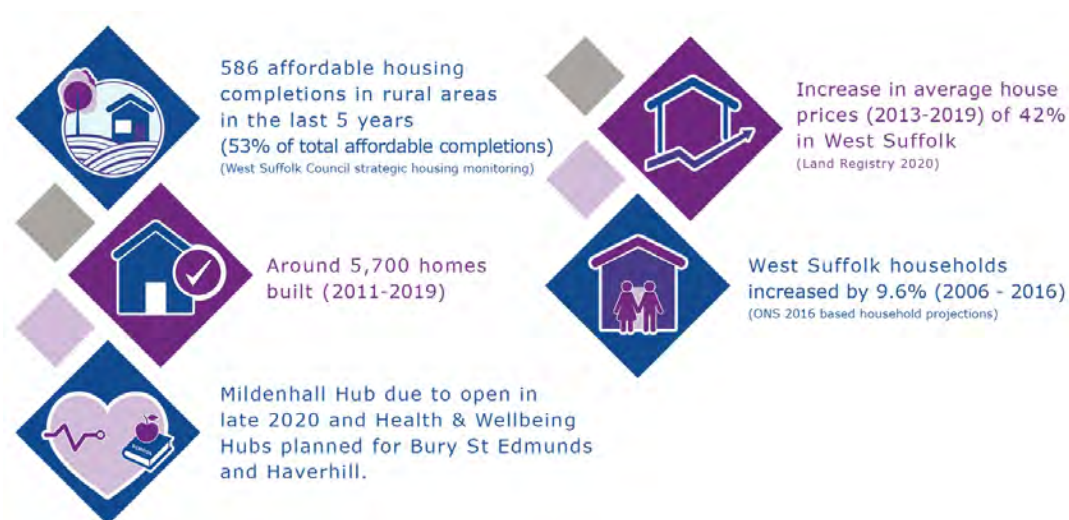 586 affordable housing
completions in rural areas
in the last 5 years
(53% of total affordable completions)
(West Suffolk Council strategic housing monitoring)
Around 5,700 homes
built (2011-2019)
Mildenhall Hub due to open in
late 2020 and Health & Wellbeing
Hubs planned for Bury St Edmunds
and Haverhill.
Increase in average house
prices (2013-2019) of 42%
in West Suffolk
(Land Registry 2020)
West Suffolk households
increased by 9.6% (2006 - 2016)
(ONS 2016 based household projections)